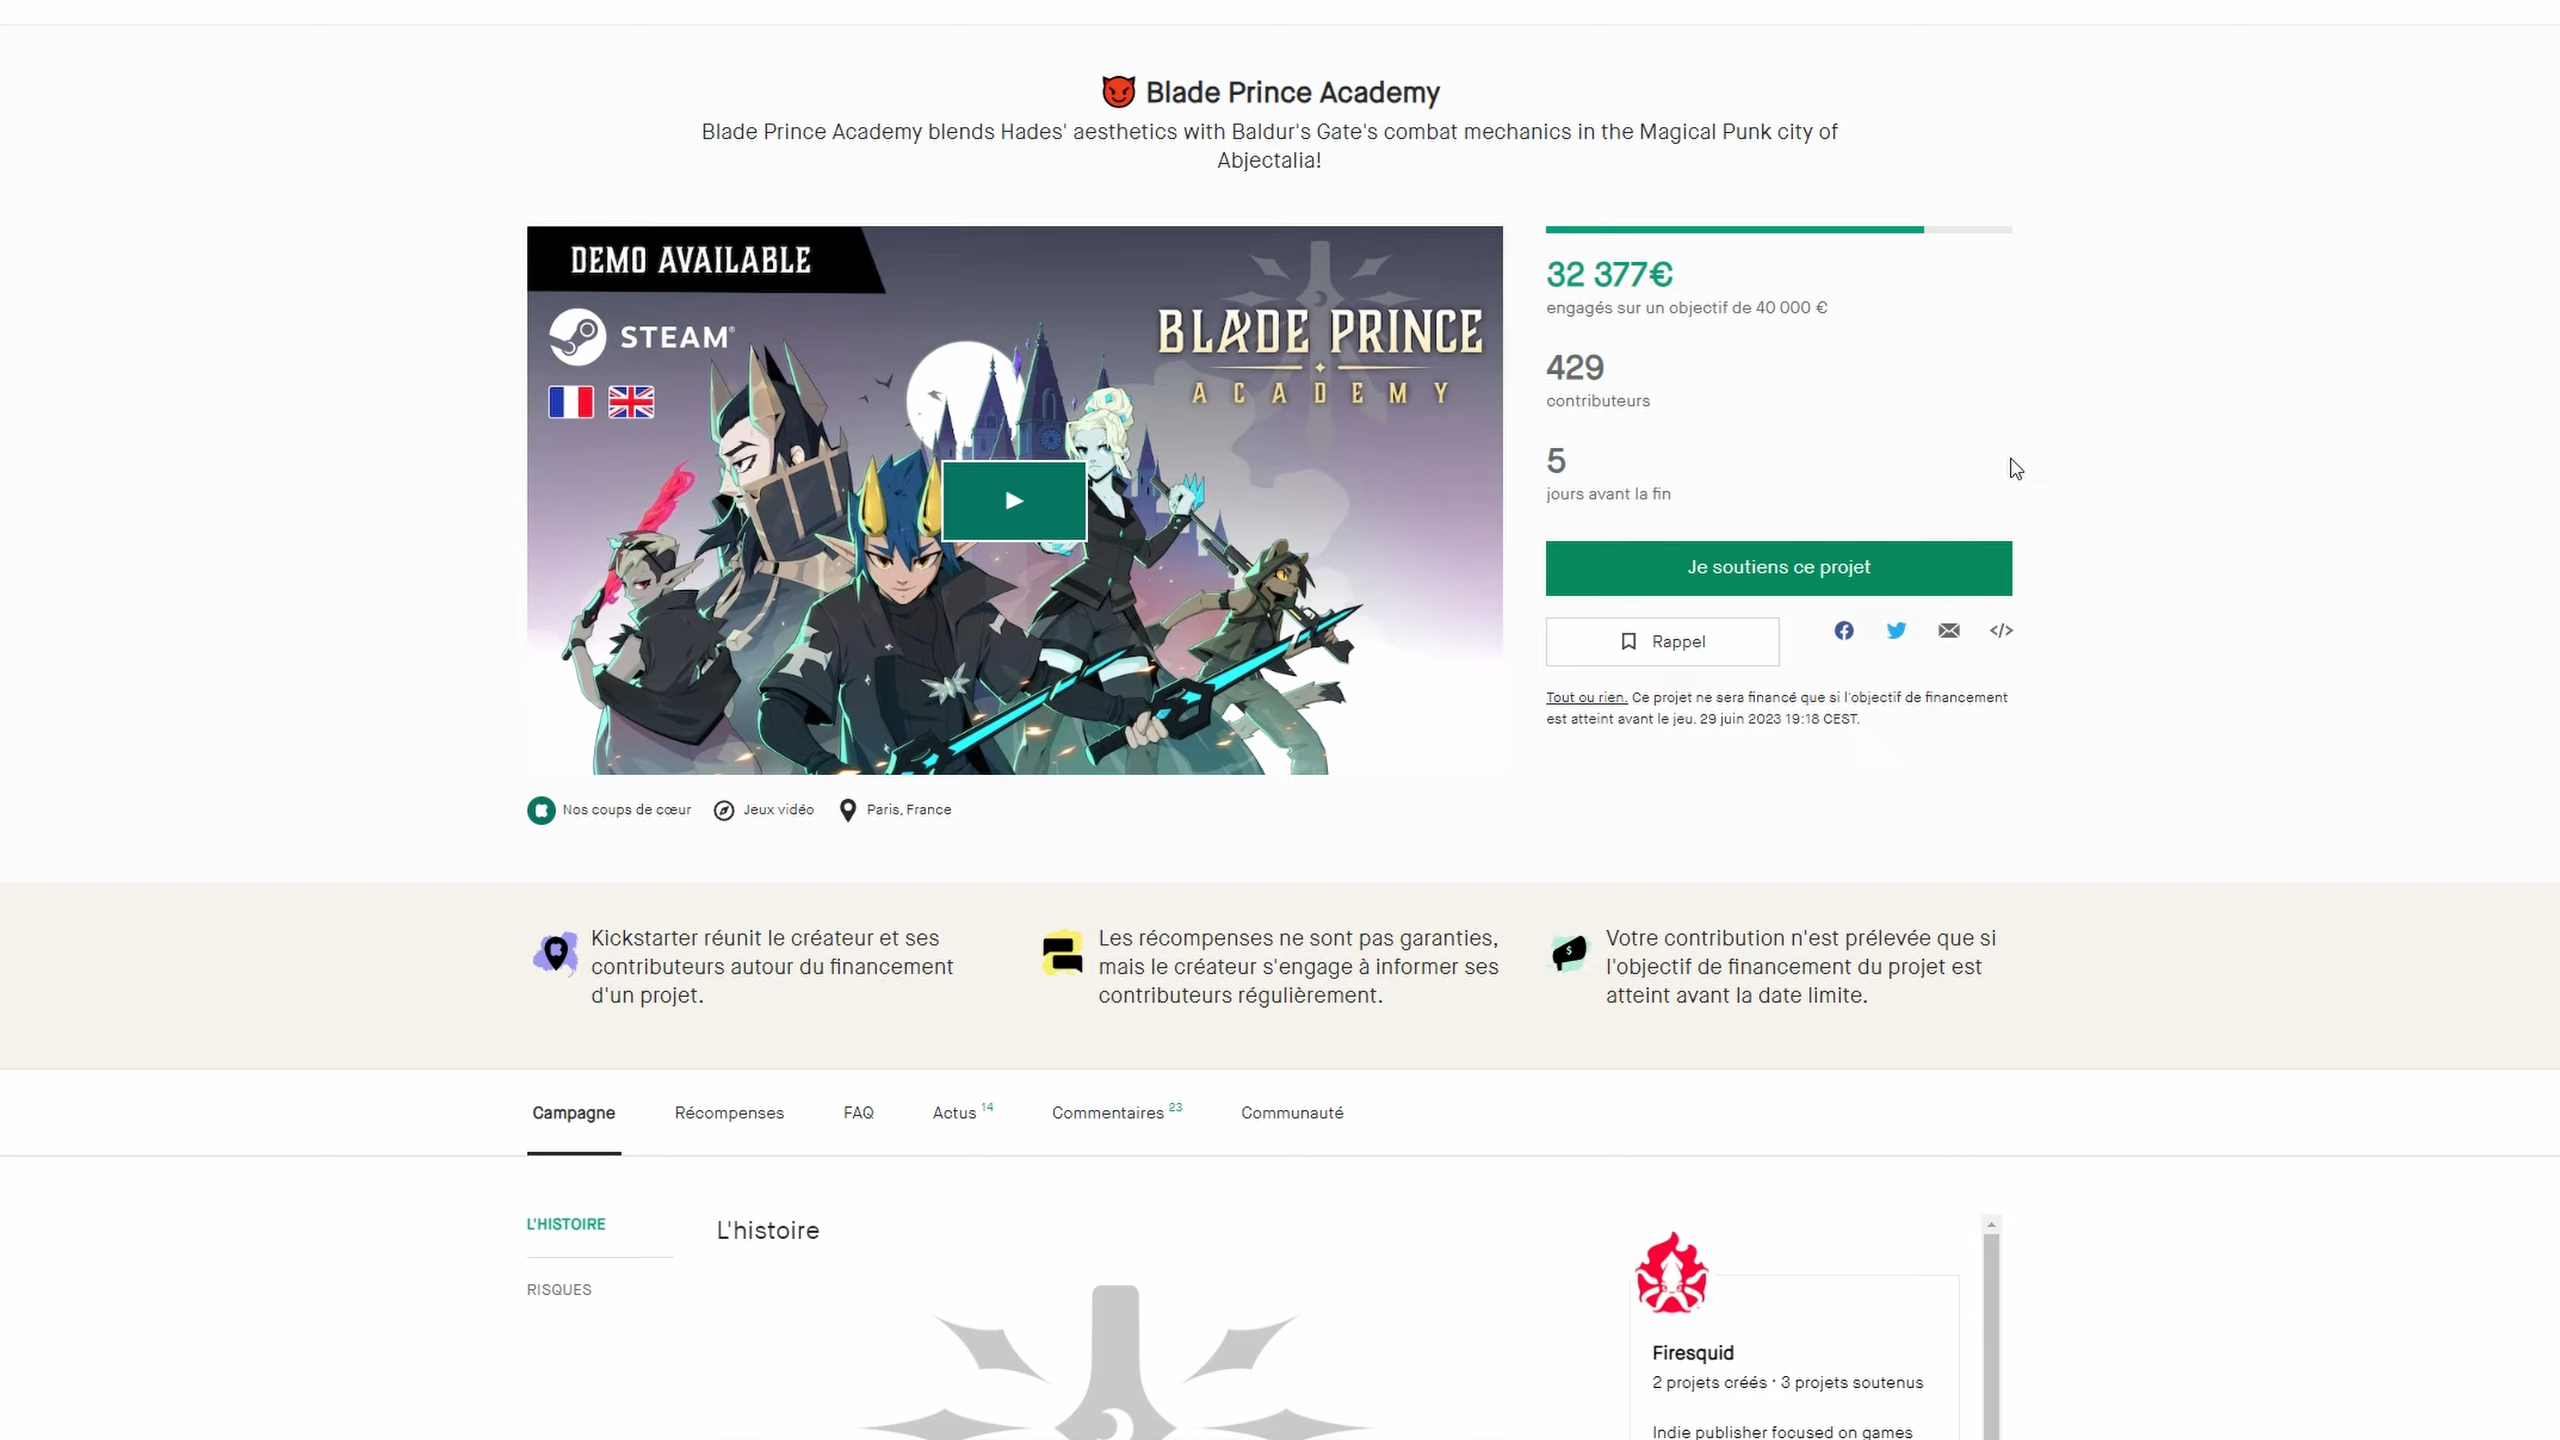 Blade Prince Academy
Blade Prince Academy blends Hades' aesthetics with Baldur's Gate's combat mechanics in the Magical Punk city of
Abjectalia!
DEMO AVAILABLE
STEAM®
BLADE PRINCE
ACADEMY
32 377€
engagés sur un objectif de 40 000 €
429
contributeurs
5
jours avant la fin
Je soutiens ce projet
Rappel
Tout ou rien. Ce projet ne sera financé que si l'objectif de financement
est atteint avant le jeu. 29 juin 2023 19:18 CEST.
Nos coups de cœur
Jeux vidéo
Paris, France
Kickstarter réunit le créateur et ses
contributeurs autour du financement
d'un projet.
Les récompenses ne sont pas garanties,
mais le créateur s'engage à informer ses
contributeurs régulièrement.
Votre contribution n'est prélevée que si
l'objectif de financement du projet est
atteint avant la date limite.
Campagne
Récompenses
FAQ
Actus 14
Commentaires 23
Communauté
L'HISTOIRE
RISQUES
L'histoire
Firesquid
2 projets créés · 3 projets soutenus
Indie publisher focused on games